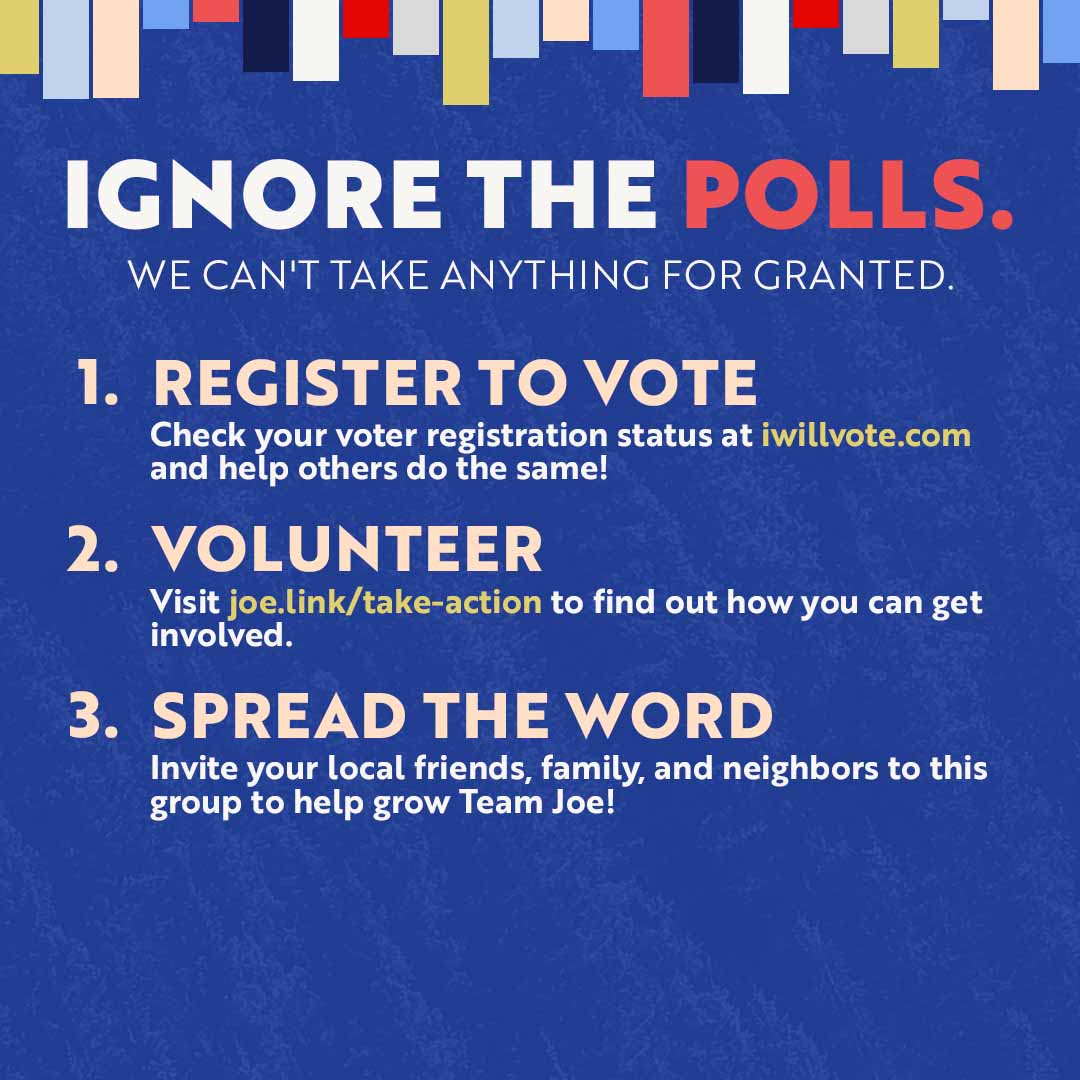 IGNORE THE POLLS.
WE CAN'T TAKE ANYTHING FOR GRANTED.
1. REGISTER TO VOTE
Check your voter registration status at iwillvote.com
and help others do the same!
2. VOLUNTEER
Visit joe.link/take-action to find out how you can get
involved.
3. SPREAD THE WORD
Invite your local friends, family, and neighbors to this
group to help grow Team Joe!